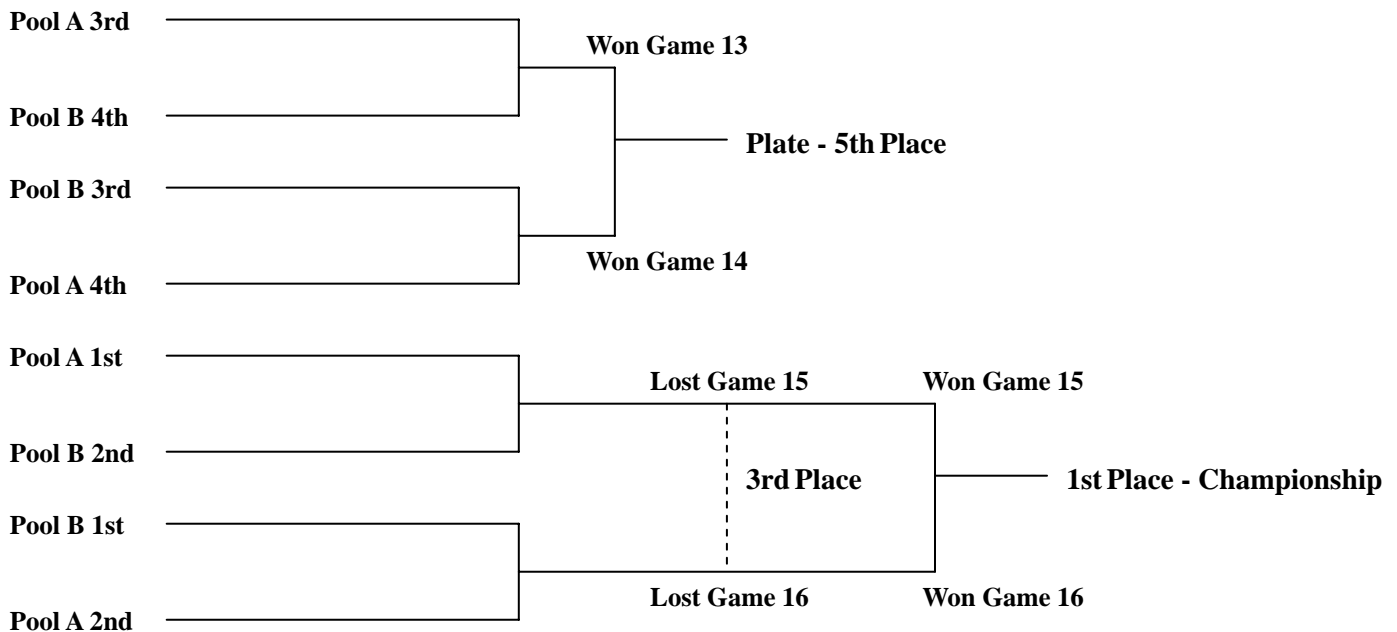 Pool A 3rd
Won Game 13
Pool B 4th
Plate - 5th Place
Pool B 3rd
Won Game 14
Pool A 4th
Pool A 1st
Lost Game 15
Won Game 15
Pool B 2nd
3rd Place
1st Place - Championship
Pool B 1st
Lost Game 16
Won Game 16
Pool A 2nd